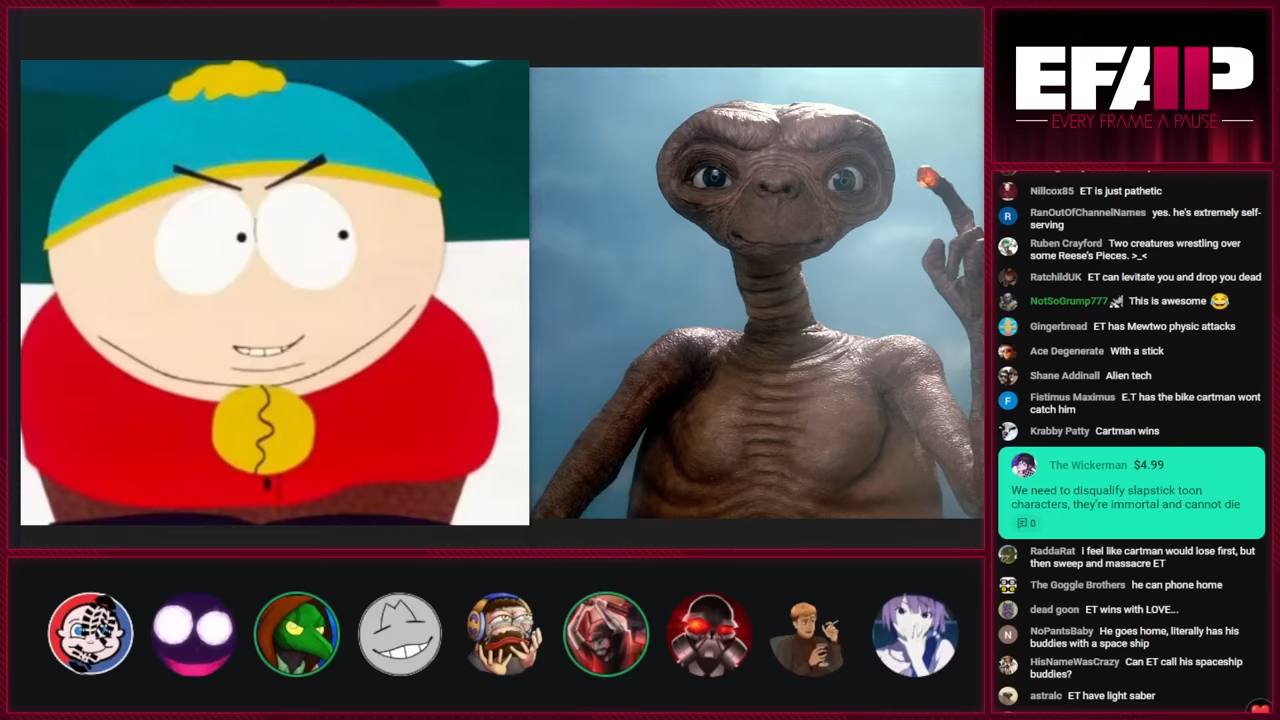 EFAP
EVERY FRAME A PAUSE
Nillcox85 ET is just pathetic
R
RanOutOfChannelNames yes. he's extremely self-
serving
Ruben Crayford Two creatures wrestling over
some Reese's Pieces. >_<
RatchildUK ET can levitate you and drop you dead
NotSoGrump777 This is awesome 😂
Gingerbread ET has Mewtwo physic attacks
Ace Degenerate With a stick
Shane Addinall Alien tech
F
Fistimus Maximus E.T has the bike cartman wont
catch him
Krabby Patty Cartman wins
The Wickerman $4.99
We need to disqualify slapstick toon
characters, they're immortal and cannot die
0
RaddaRat i feel like cartman would lose first, but
then sweep and massacre ET
The Goggle Brothers he can phone home
dead goon ET wins with LOVE...
N
NoPantsBaby He goes home, literally has his
buddies with a space ship
HisNameWasCrazy Can ET call his spaceship
buddies?
astralc ET have light saber